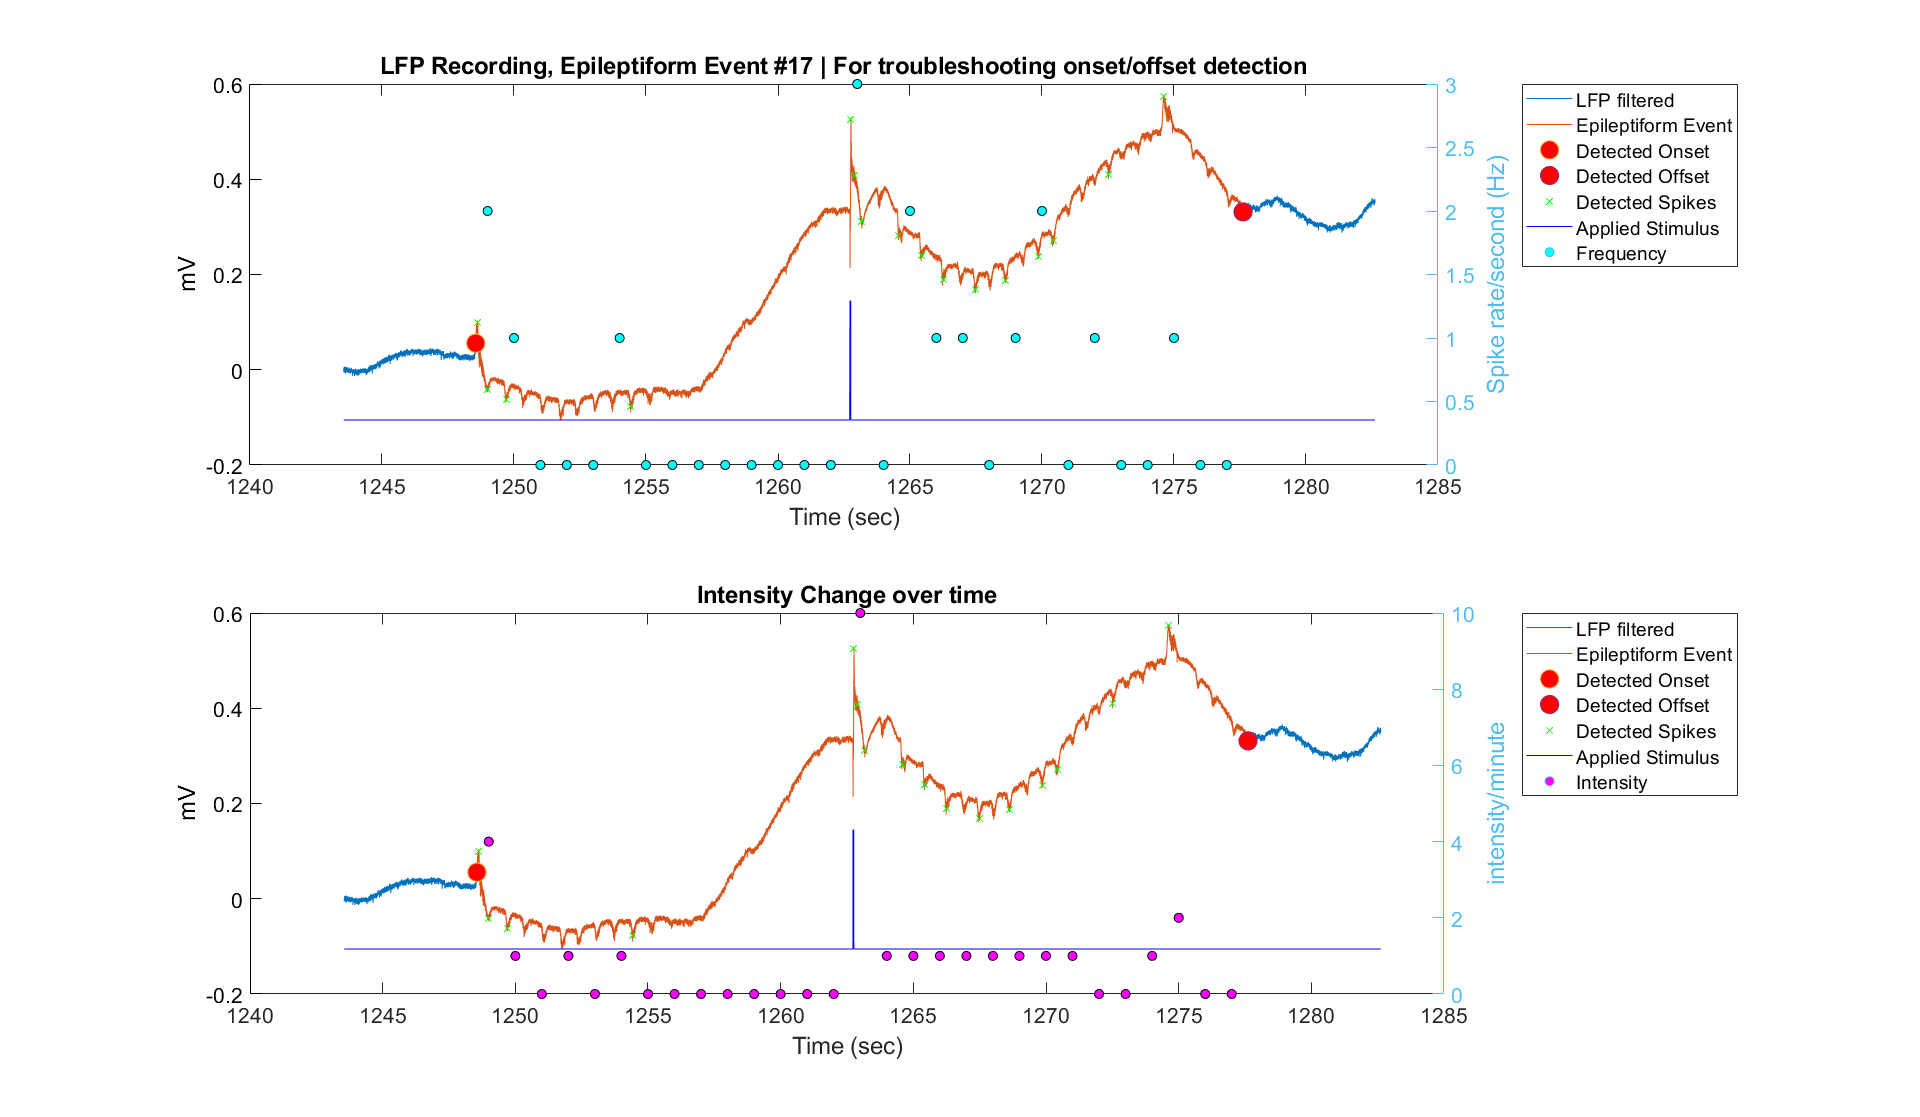 LFP Recording, Epileptiform Event #17 | For troubleshooting onset/offset detection
0.6
0.4
0.2
0
-0.2
mV
1240 1245 1250 1255 1260 1265 1270 1275 1280 1285
Time (sec)
3
2.5
2
1.5
1
0.5
0
Spike rate/second (Hz)
LFP filtered
Epileptiform Event
Detected Onset
Detected Offset
Detected Spikes
Applied Stimulus
Frequency
Intensity Change over time
0.6
0.4
0.2
0
-0.2
mV
1240 1245 1250 1255 1260 1265 1270 1275 1280 1285
Time (sec)
10
8
6
4
2
0
intensity/minute
LFP filtered
Epileptiform Event
Detected Onset
Detected Offset
Detected Spikes
Applied Stimulus
Intensity